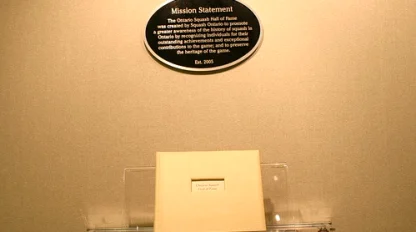 Mission Statement
The Ontario Squash Hall of Fame
was created by Squash Ontario to promote
a greater awareness of the history of squash in
Ontario by recognizing individuals for their
outstanding achievements and exceptional
contributions to the game; and to preserve
the heritage of the game.
Est. 2005